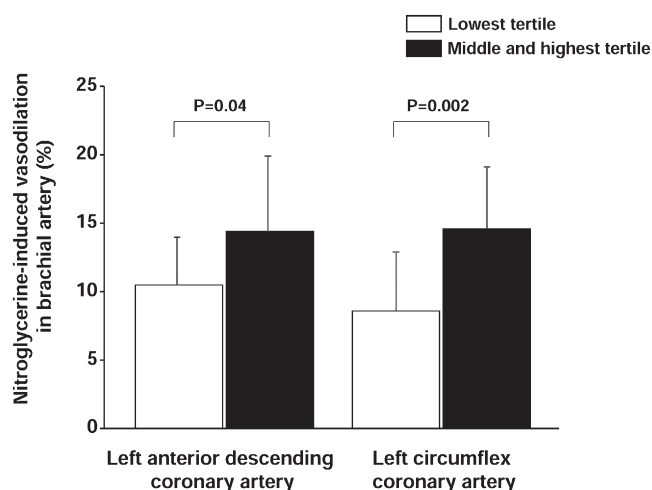 Lowest tertile
Middle and highest tertile
Nitroglycerine-induced vasodilation
in brachial artery (%)
25
20
15
10
5
0
P=0.04
P=0.002
Left anterior descending
coronary artery
Left circumflex
coronary artery